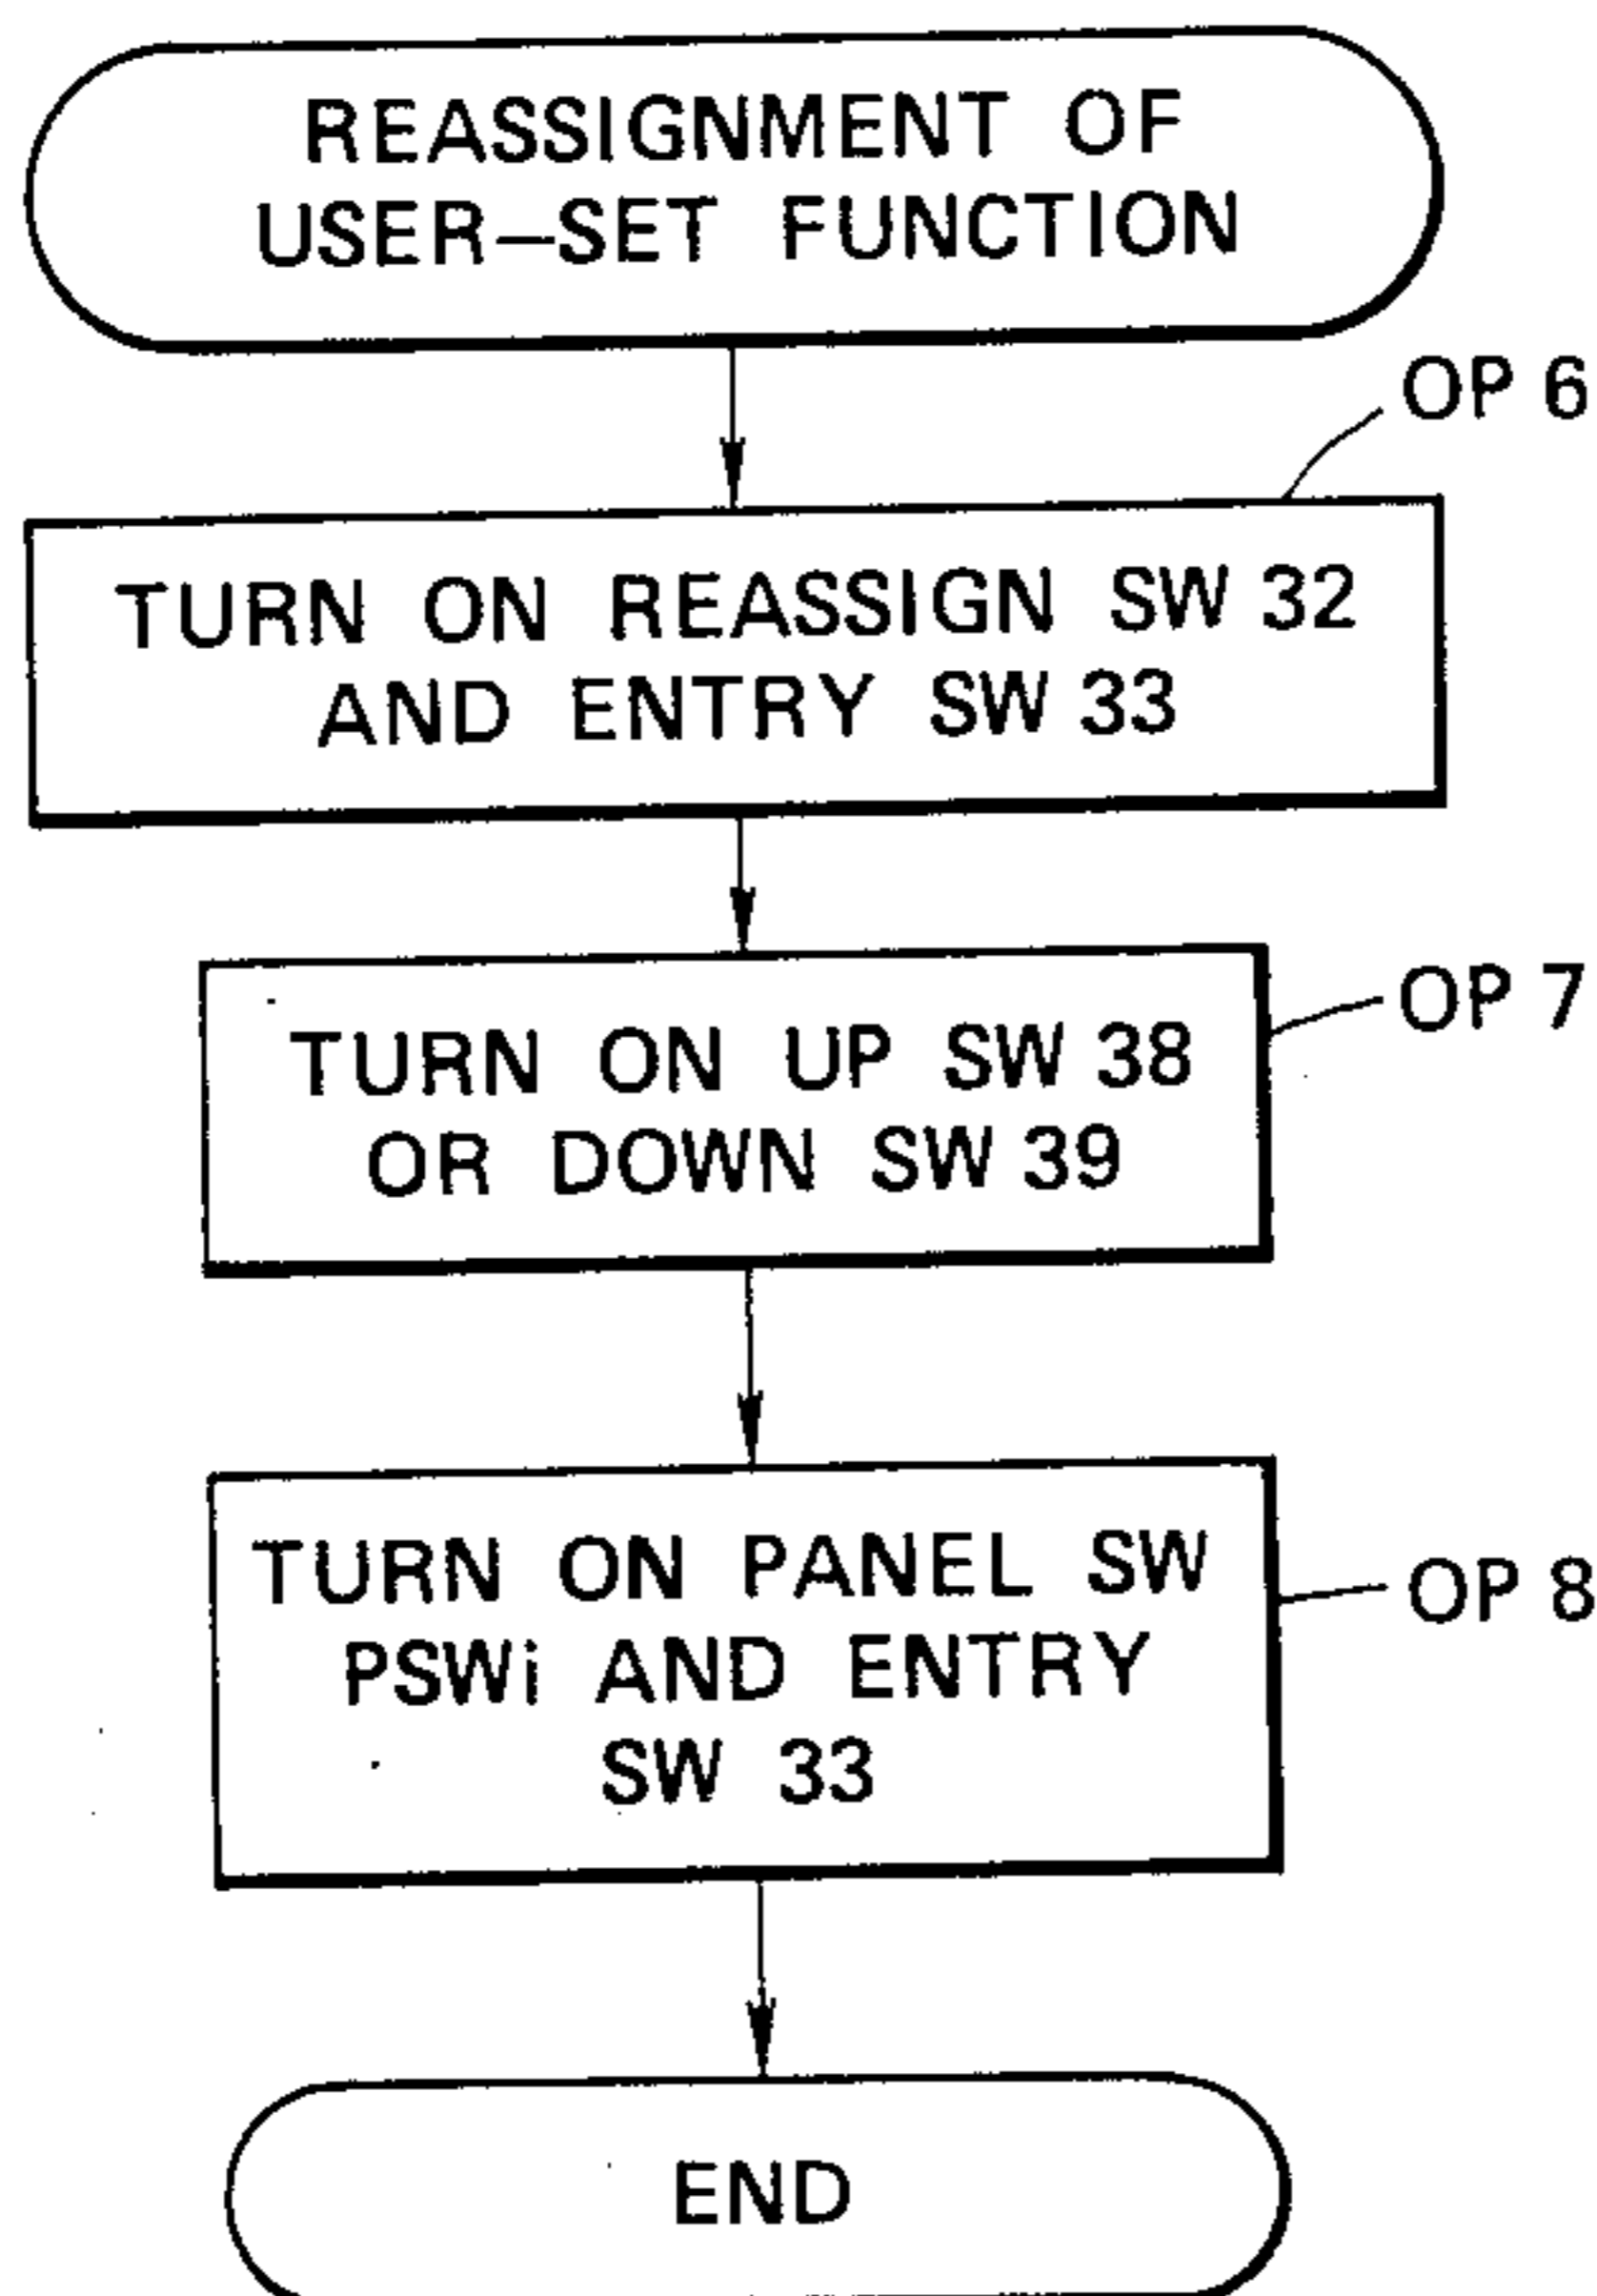 REASSIGNMENT OF
USER-SET FUNCTION
OP 6
TURN ON REASSIGN SW 32
AND ENTRY SW 33
OP 7
TURN ON UP SW 38
OR DOWN SW 39
OP 8
TURN ON PANEL SW
PSWi AND ENTRY
SW 33
END